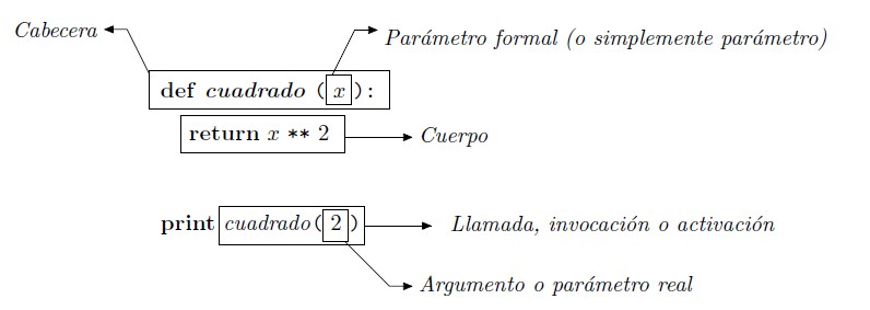 Cabecera
Parámetro formal (o simplemente parámetro)
def cuadrado (x):
return x ** 2
Cuerpo
print cuadrado(2)
Llamada, invocación o activación
Argumento o parámetro real